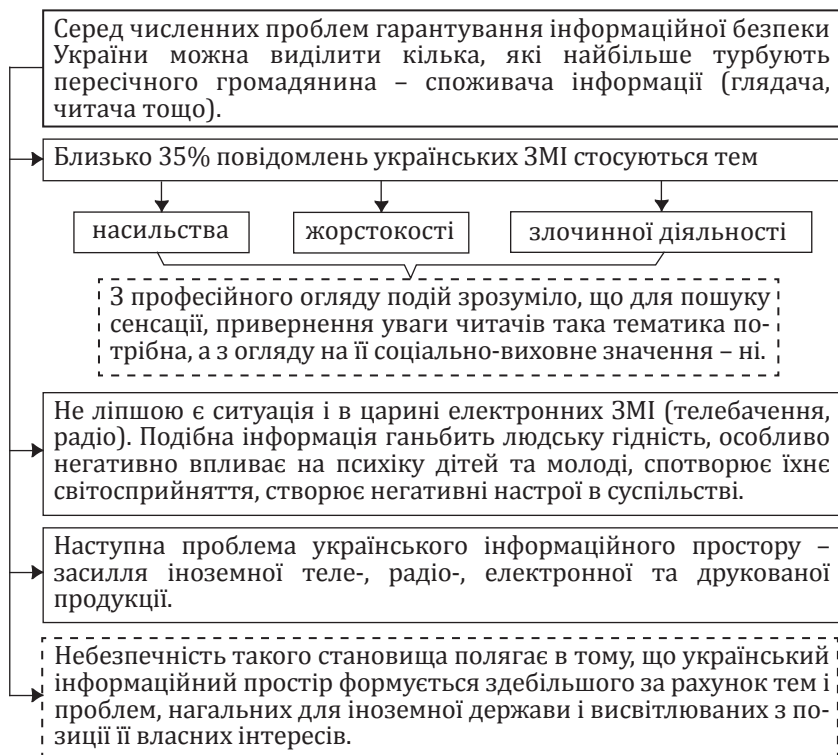 Серед численних проблем гарантування інформаційної безпеки
України можна виділити кілька, які найбільше турбують
пересічного громадянина – споживача інформації (глядача,
читача тощо).
Близько 35% повідомлень українських ЗМІ стосуються тем
насильства
жорстокості
злочинної діяльності
З професійного огляду подій зрозуміло, що для пошуку
сенсації, привернення уваги читачів така тематика по-
трібна, а з огляду на її соціально-виховне значення – ні.
Не ліпшою є ситуація і в царині електронних ЗМІ (телебачення,
радіо). Подібна інформація ганьбить людську гідність, особливо
негативно впливає на психіку дітей та молоді, спотворює їхнє
світосприйняття, створює негативні настрої в суспільстві.
Наступна проблема українського інформаційного простору –
засилля іноземної теле-, радіо-, електронної та друкованої
продукції.
Небезпечність такого становища полягає в тому, що український
інформаційний простір формується здебільшого за рахунок тем і
проблем, нагальних для іноземної держави і висвітлюваних з по-
зиції її власних інтересів.